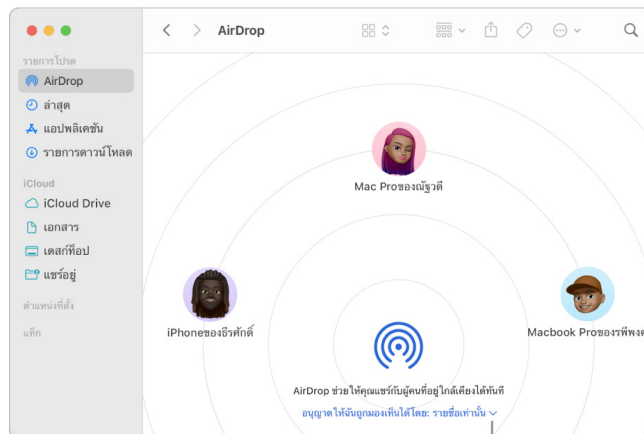 AirDrop
รายการโปรด
AirDrop
ล่าสุด
แอปพลิเคชัน
รายการดาวน์โหลด
iCloud
iCloud Drive
เอกสาร
เดสก์ท็อป
แชร์อยู่
ตำแหน่งที่ตั้ง
แท็ก
Mac Proของณัฐวดี
iPhoneของธีรศักดิ์
Macbook Proของรพีพงศ
AirDrop ช่วยให้คุณแชร์กับผู้คนที่อยู่ใกล้เคียงได้ทันที
อนุญาตให้ฉันถูกมองเห็นได้โดย: รายชื่อเท่านั้น